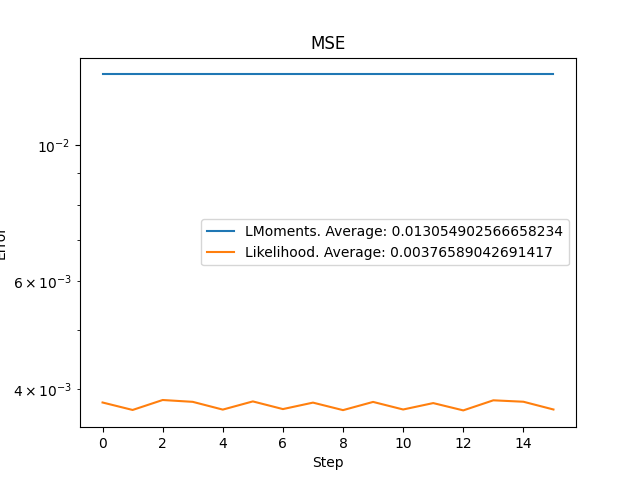 MSE
Error
10⁻²
6 × 10⁻³
4 × 10⁻³
LMoments. Average: 0.013054902566658234
Likelihood. Average: 0.00376589042691417
0 2 4 6 8 10 12 14
Step